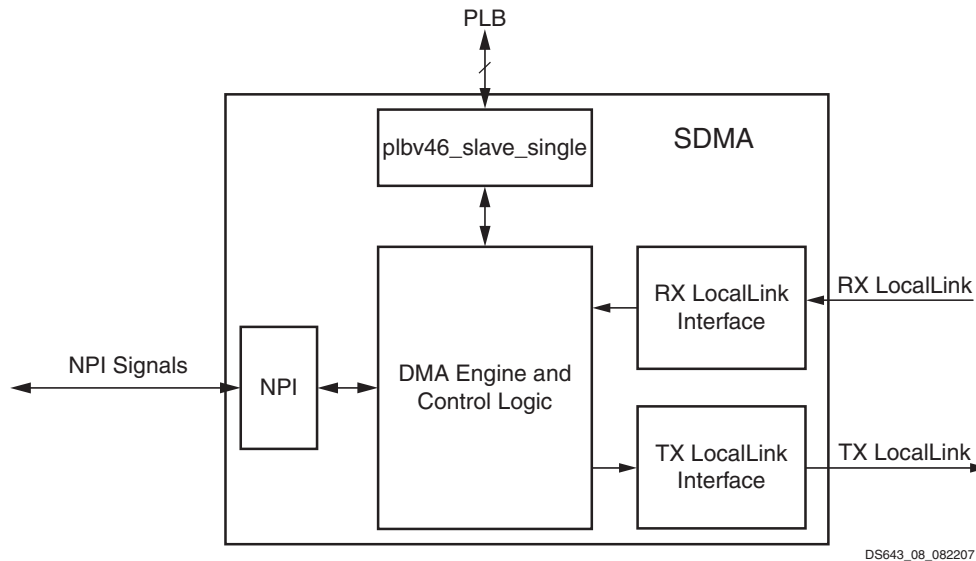 PLB
SDMA
plbv46_slave_single
RX LocalLink
Interface
RX LocalLink
NPI Signals
NPI
DMA Engine and
Control Logic
TX LocalLink
Interface
TX LocalLink
DS643_08_082207